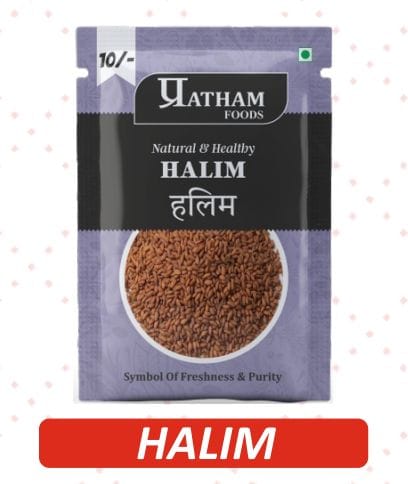 10/-
PRATHAM
FOODS
Natural & Healthy
HALIM
हलिम
Symbol Of Freshness & Purity
HALIM